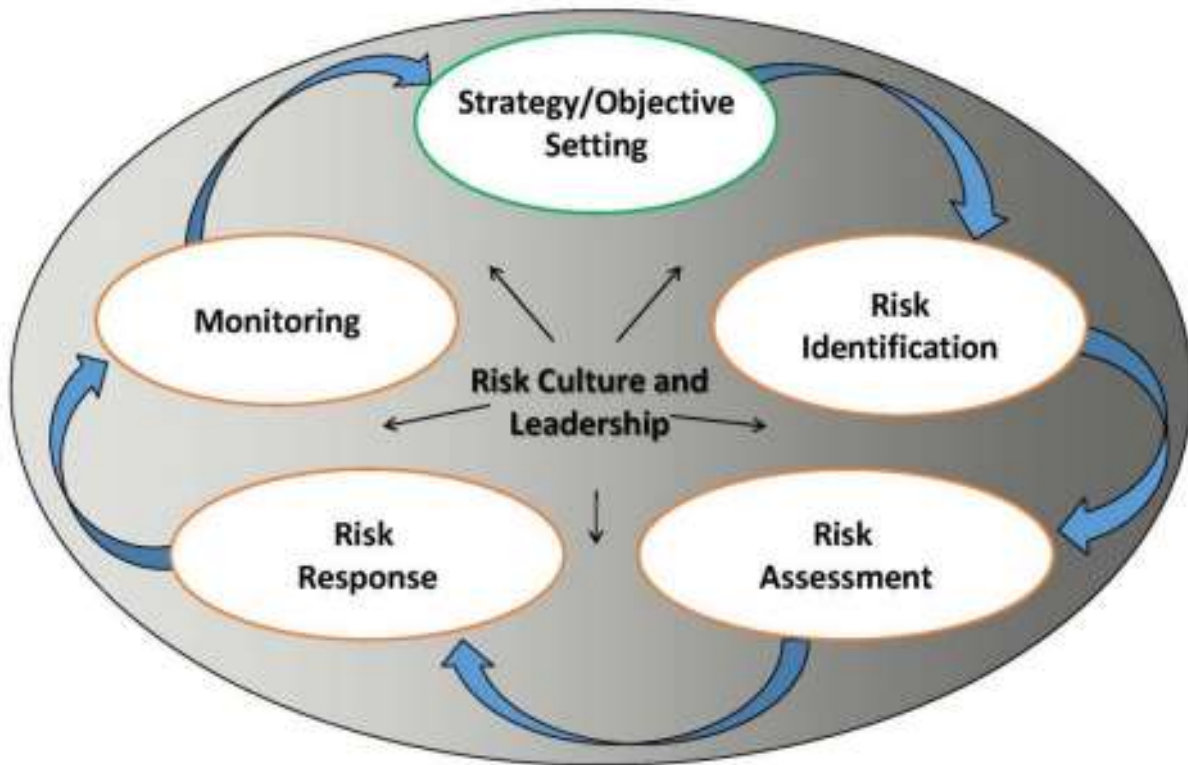 Strategy/Objective
Setting
Risk
Identification
Risk
Assessment
Risk
Response
Monitoring
Risk Culture and
Leadership